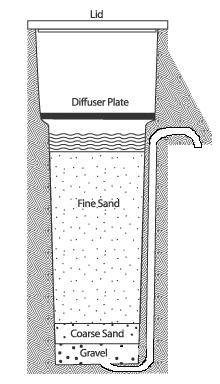 Lid
Diffuser Plate
Fine Sand
Coarse Sand
Gravel